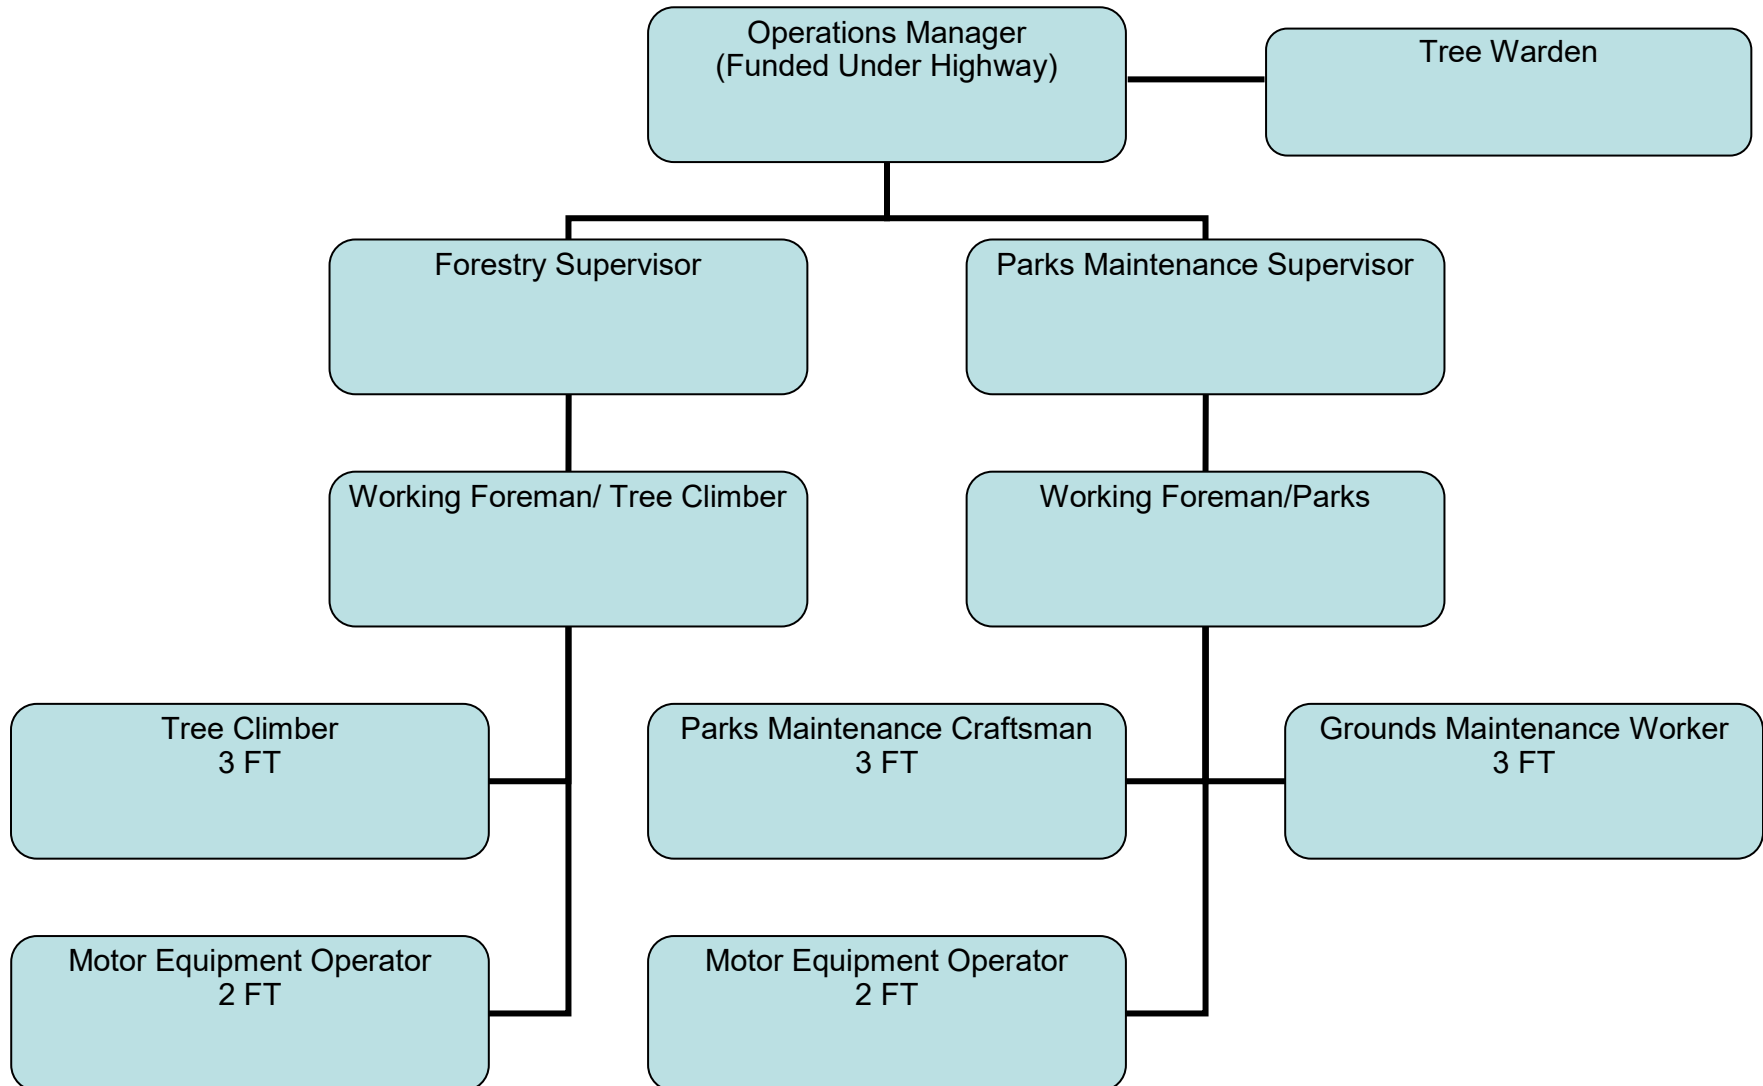 Operations Manager
(Funded Under Highway)
Tree Warden
Forestry Supervisor
Parks Maintenance Supervisor
Working Foreman/ Tree Climber
Working Foreman/Parks
Tree Climber
3 FT
Parks Maintenance Craftsman
3 FT
Grounds Maintenance Worker
3 FT
Motor Equipment Operator
2 FT
Motor Equipment Operator
2 FT